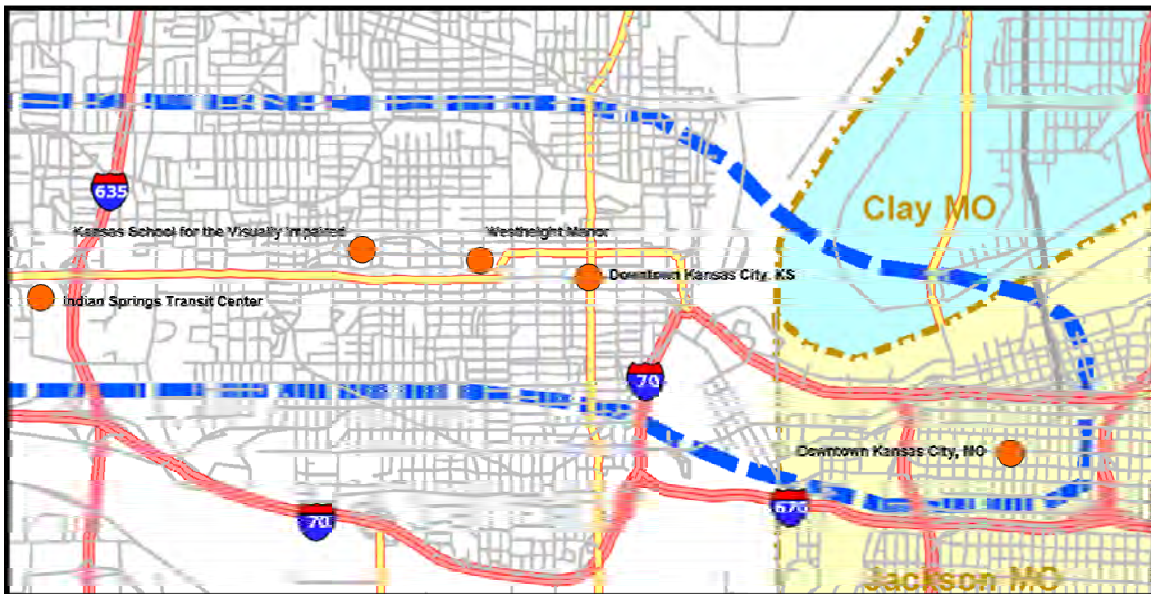 635
Clay MO
Kansas School for the Visually Impaired
Westheight Manor
Downtown Kansas City, KS
Indian Springs Transit Center
70
Downtown Kansas City, MO
670
70
Jackson MO